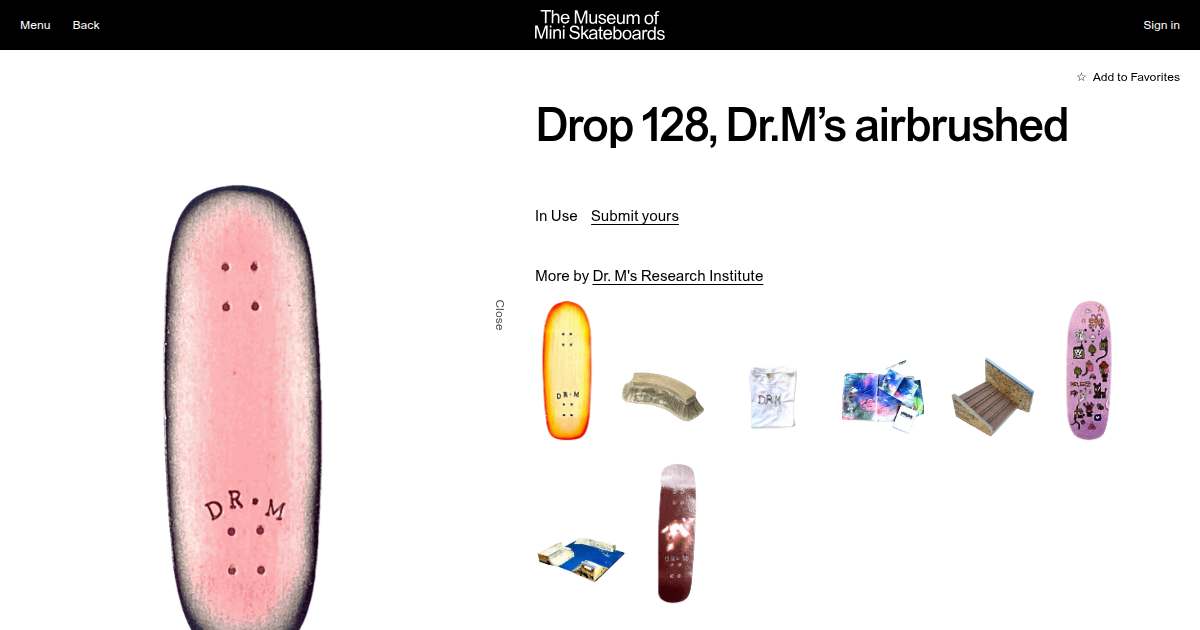 Menu
Back
The Museum of
Mini Skateboards
Sign in
☆ Add to Favorites
Drop 128, Dr.M’s airbrushed
In Use Submit yours
More by Dr. M's Research Institute
Close
DR•M
DR•M
DRM
DR•M